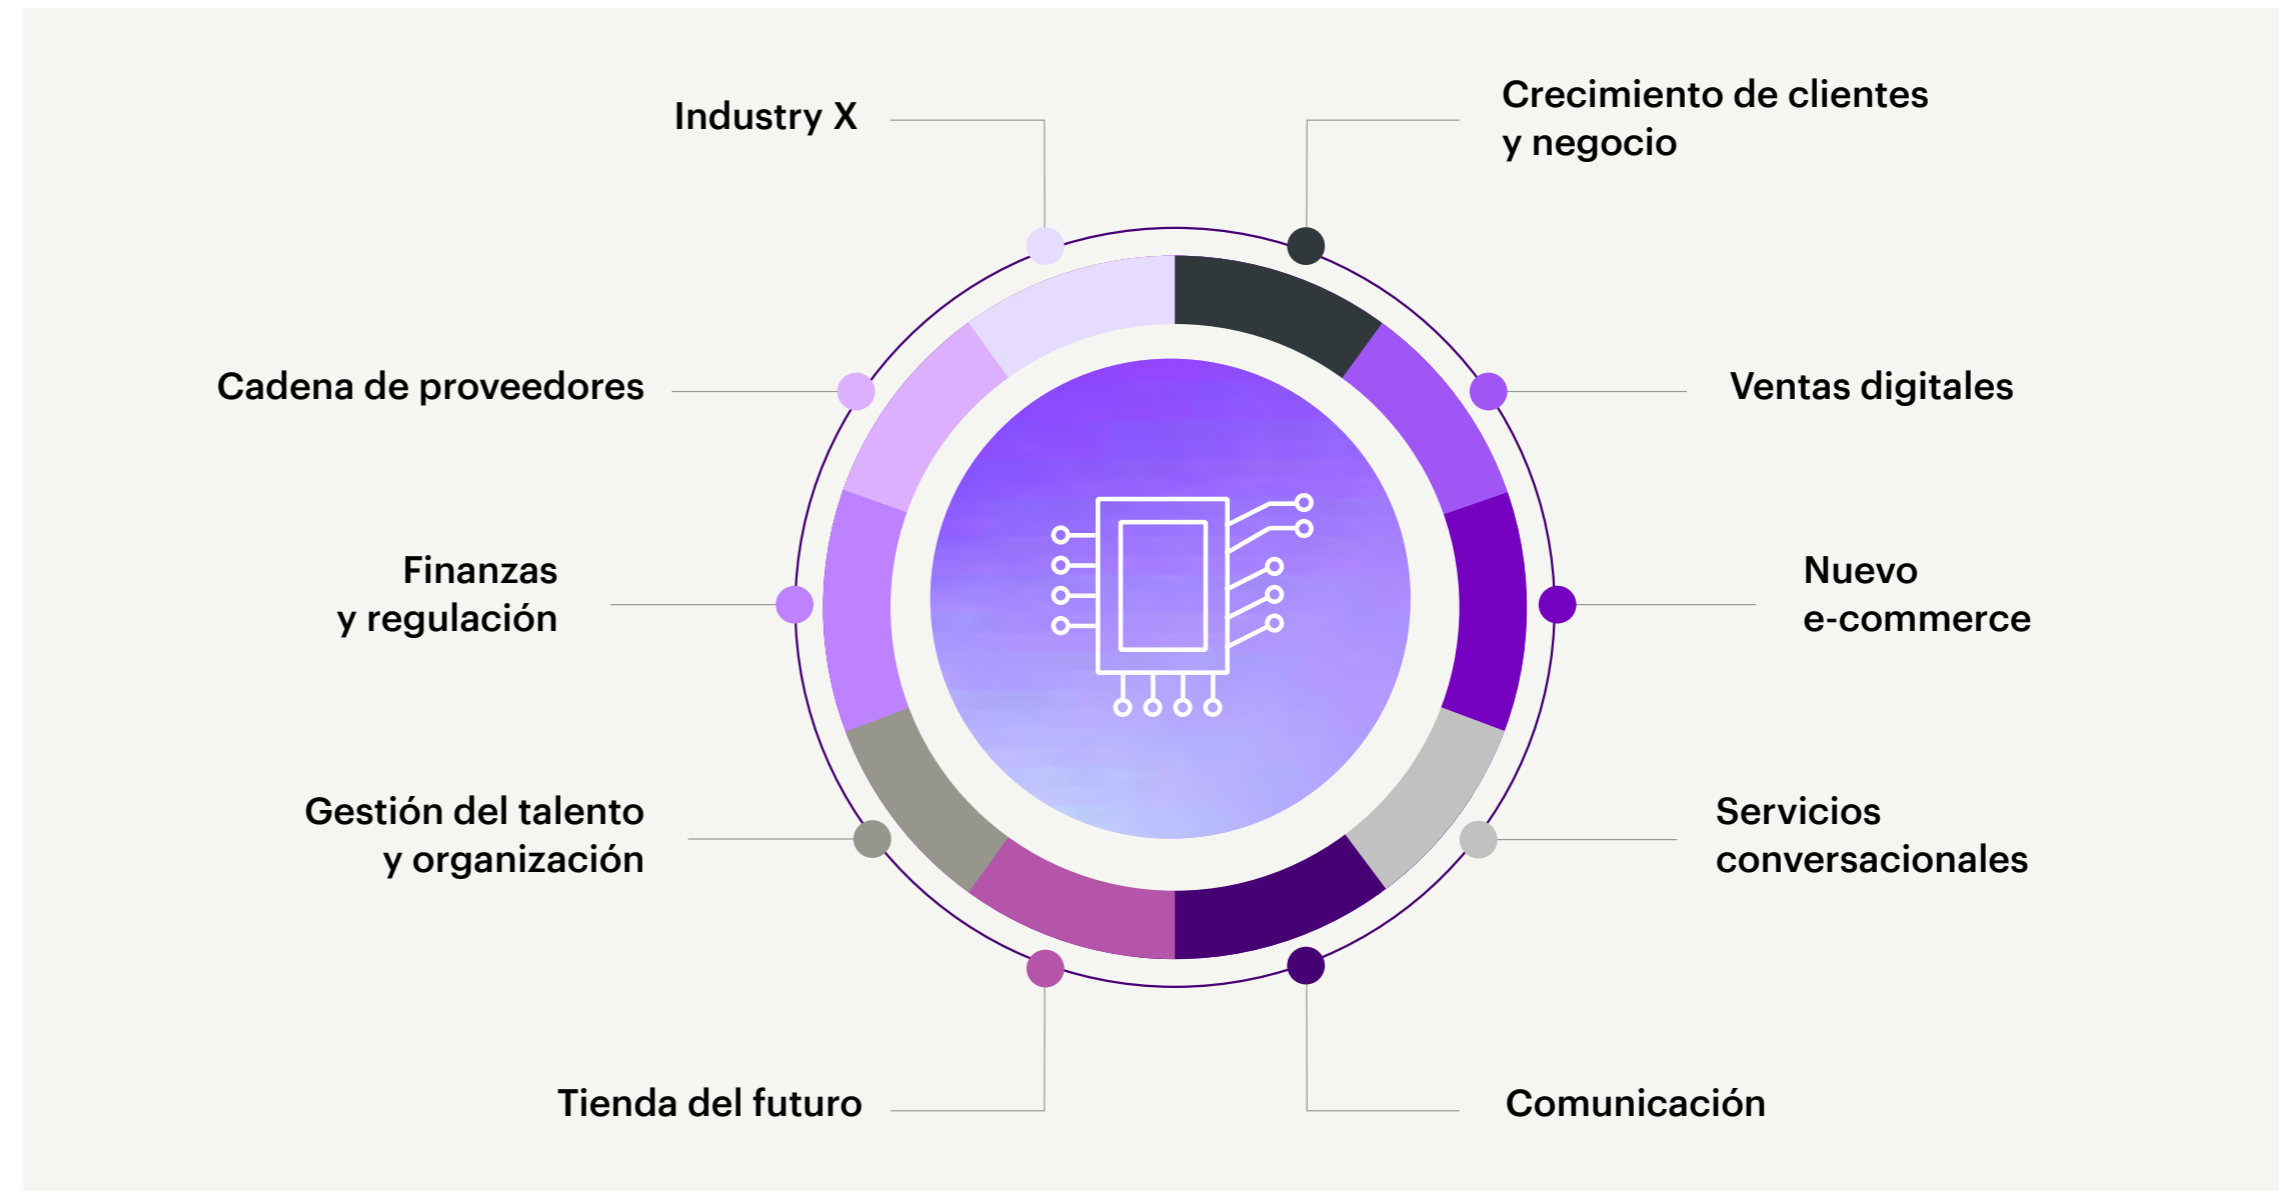 Industry X
Crecimiento de clientes
y negocio
Cadena de proveedores
Ventas digitales
Finanzas
y regulación
Nuevo
e-commerce
Gestión del talento
y organización
Servicios
conversacionales
Tienda del futuro
Comunicación